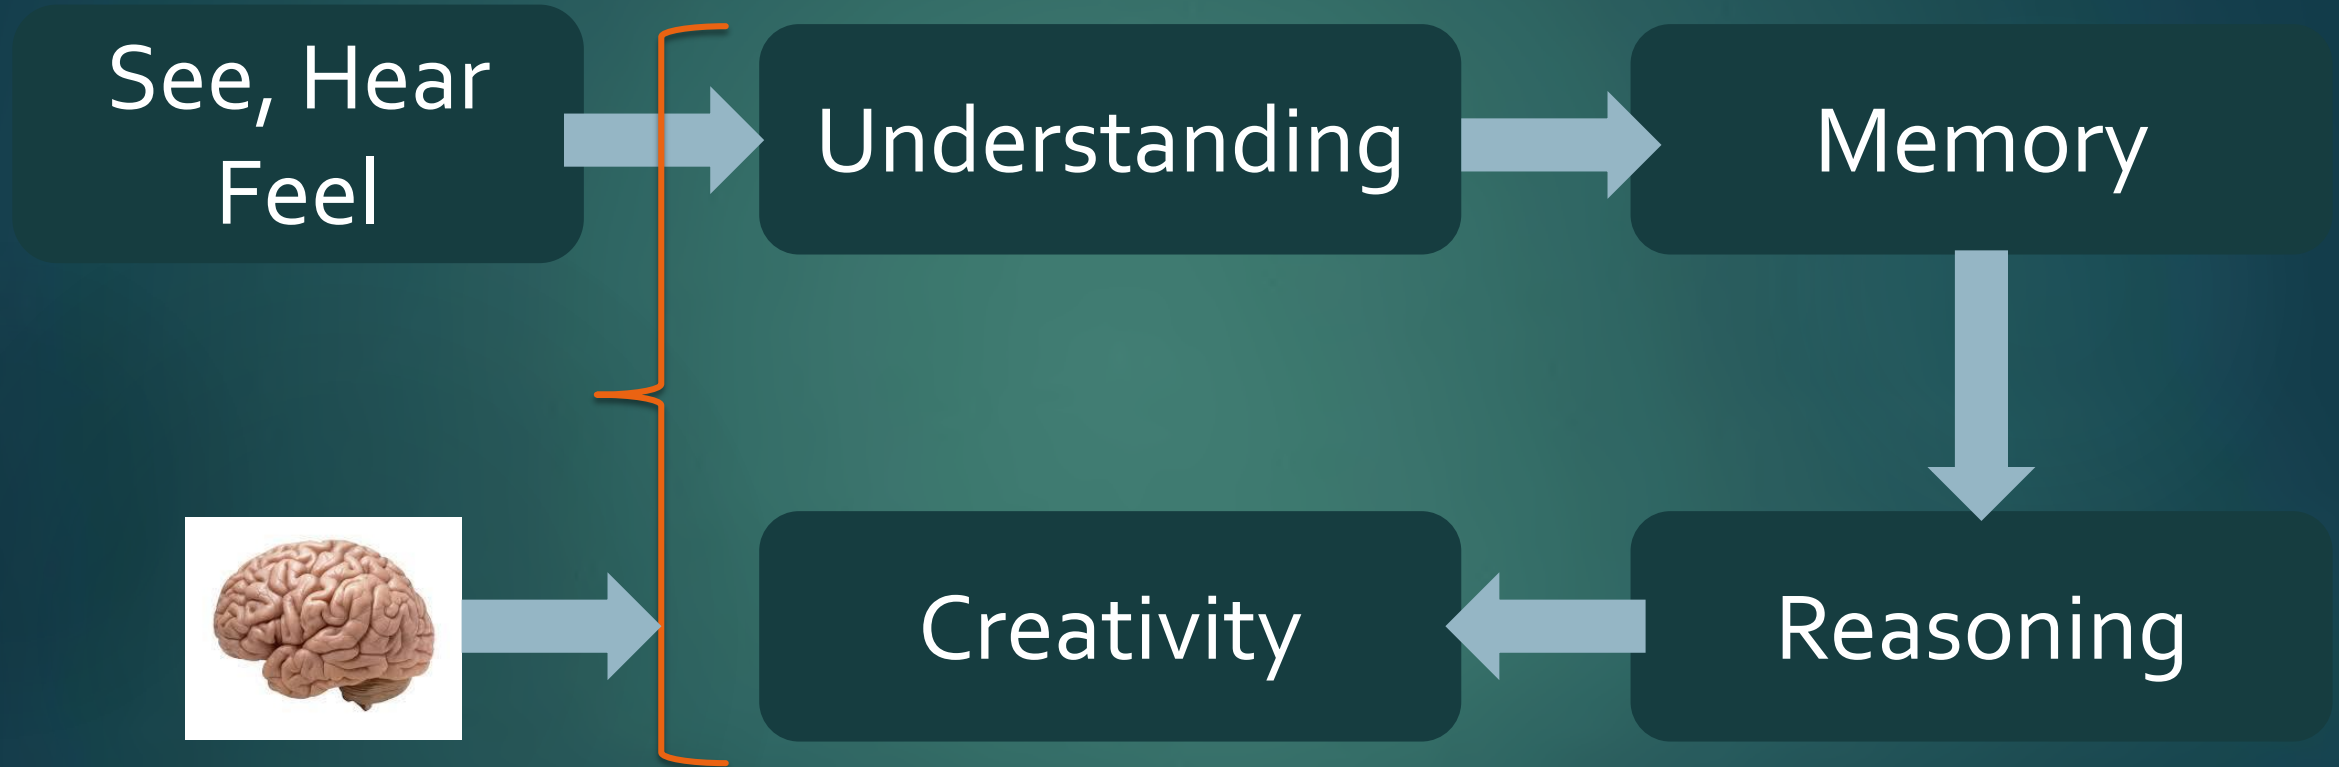 See, Hear
Feel
Understanding
Memory
Creativity
Reasoning